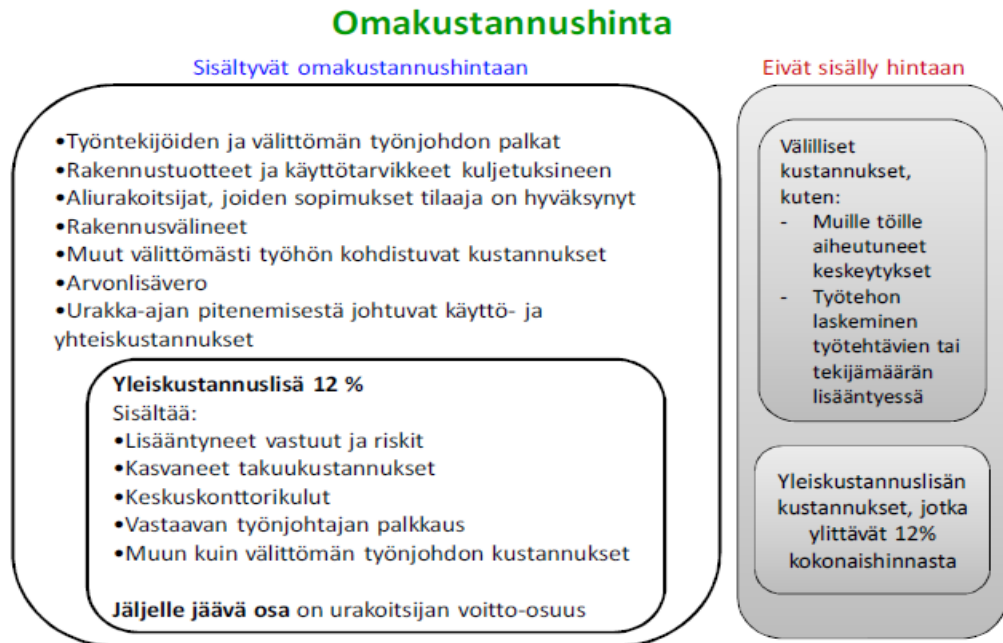 Omakustannushinta
Sisältyvät omakustannushintaan
•Työntekijöiden ja välittömän työnjohdon palkat
•Rakennustuotteet ja käyttötarvikkeet kuljetuksineen
•Aliurakoitsijat, joiden sopimukset tilaaja on hyväksynyt
•Rakennusvälineet
•Muut välittömästi työhön kohdistuvat kustannukset
•Arvonlisävero
•Urakka-ajan pitenemisestä johtuvat käyttö- ja
yhteiskustannukset
Yleiskustannuslisä 12 %
Sisältää:
•Lisääntyneet vastuut ja riskit
•Kasvaneet takuukustannukset
•Keskuskonttorikulut
•Vastaavan työnjohtajan palkkaus
•Muun kuin välittömän työnjohdon kustannukset
Jäljelle jäävä osa on urakoitsijan voitto-osuus
Eivät sisälly hintaan
Välilliset
kustannukset,
kuten:
- Muille töille
aiheutuneet
keskeytykset
- Työtehon
laskeminen
työtehtävien tai
tekijämäärän
lisääntyessä
Yleiskustannuslisän
kustannukset, jotka
ylittävät 12%
kokonaishinnasta